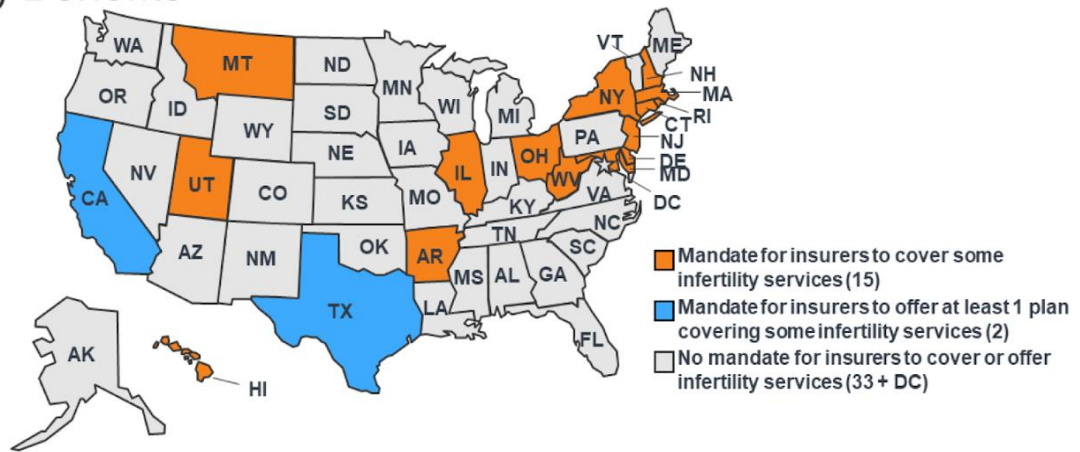 VT
ME
WA
MT
ND
MN
NH
OR
ID
SD
WI
MI
NY
MA
RI
CT
WY
PA
NJ
IA
NE
OH
DE
NV
UT
IL
IN
MD
CO
WV
CA
KS
MO
VA
DC
KY
NC
TN
AZ
NM
OK
AR
SC
MS
AL
GA
TX
LA
FL
AK
HI
Mandate for insurers to cover some
infertility services (15)
Mandate for insurers to offer at least 1 plan
covering some infertility services (2)
No mandate for insurers to cover or offer
infertility services (33 + DC)